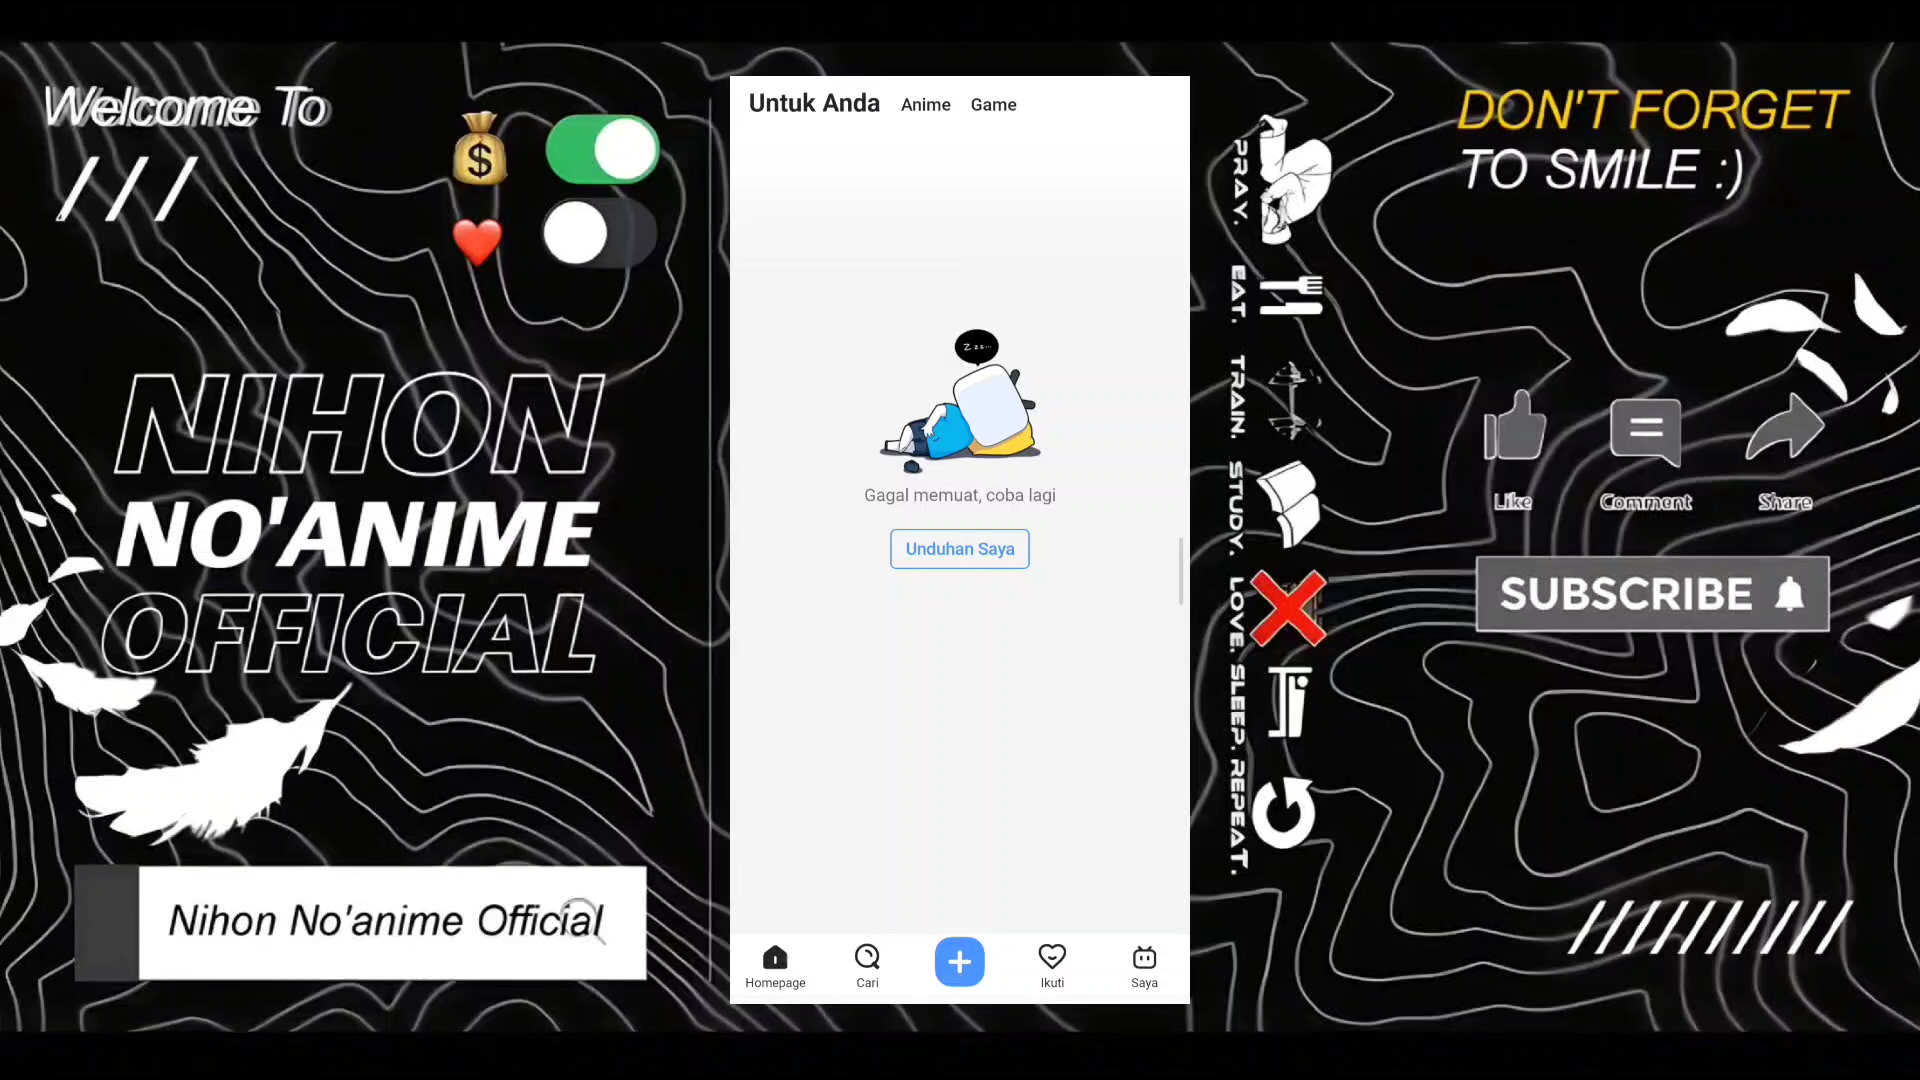 Welcome To
NIHON
NO'ANIME
OFFICIAL
Nihon No'anime Official
Untuk Anda Anime Game
Z z z...
Gagal memuat, coba lagi
Unduhan Saya
Homepage Cari Ikuti Saya
PRAY. EAT. TRAIN. STUDY. LOVE. SLEEP. REPEAT.
DON'T FORGET
TO SMILE :)
Like Comment Share
SUBSCRIBE